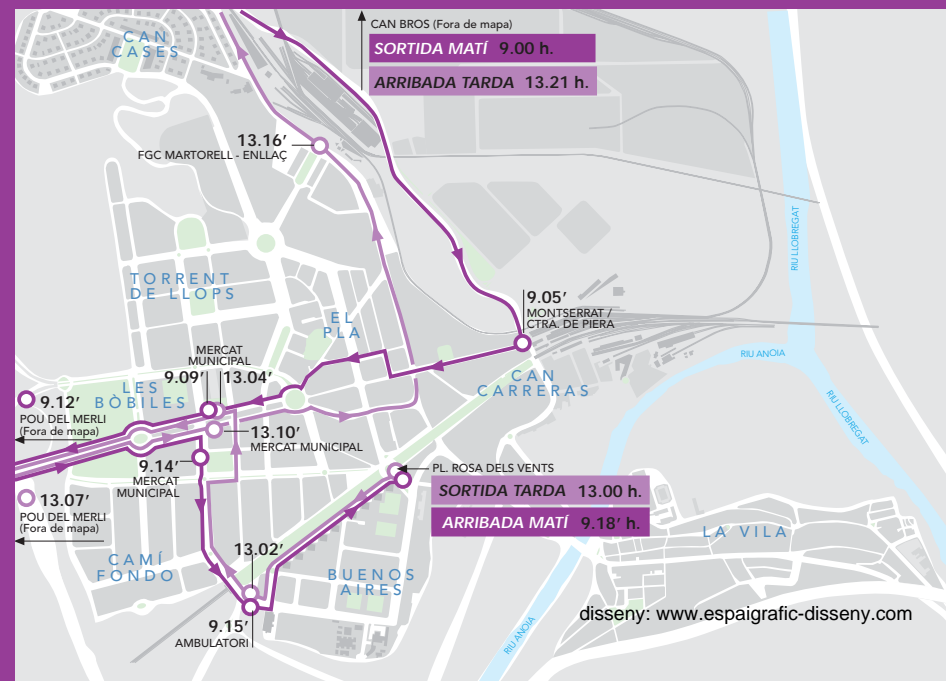 CAN BROS (Fora de mapa)
SORTIDA MATÍ 9.00 h.
ARRIBADA TARDA 13.21 h.
CAN
CASES
13.16’
FGC MARTORELL - ENLLAÇ
RIU LLOBREGAT
TORRENT
DE LLOPS
9.05’
MONTSERRAT /
CTRA. DE PIERA
EL
PLA
MERCAT
MUNICIPAL
9.09’ 13.04’
RIU ANOIA
CAN
CARRERAS
LES
BÒBILES
9.12’
POU DEL MERLI
(Fora de mapa)
RIU LLOBREGAT
13.10’
MERCAT MUNICIPAL
9.14’
MERCAT
MUNICIPAL
PL. ROSA DELS VENTS
SORTIDA TARDA 13.00 h.
ARRIBADA MATÍ 9.18’ h.
13.07’
POU DEL MERLI
(Fora de mapa)
LA VILA
13.02’
CAMÍ
FONDO
BUENOS
AIRES
disseny: www.espaigrafic-disseny.com
9.15’
AMBULATORI
RIU ANOIA